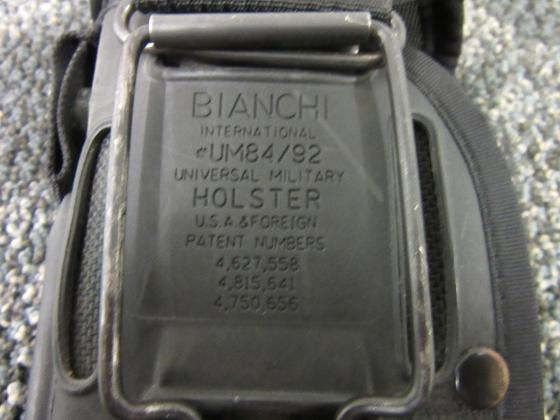 BIANCHI
INTERNATIONAL
UM84/92
UNIVERSAL MILITARY
HOLSTER
U.S.A.&FOREIGN
PATENT NUMBERS
4,627,558
4,815,641
4,750,656